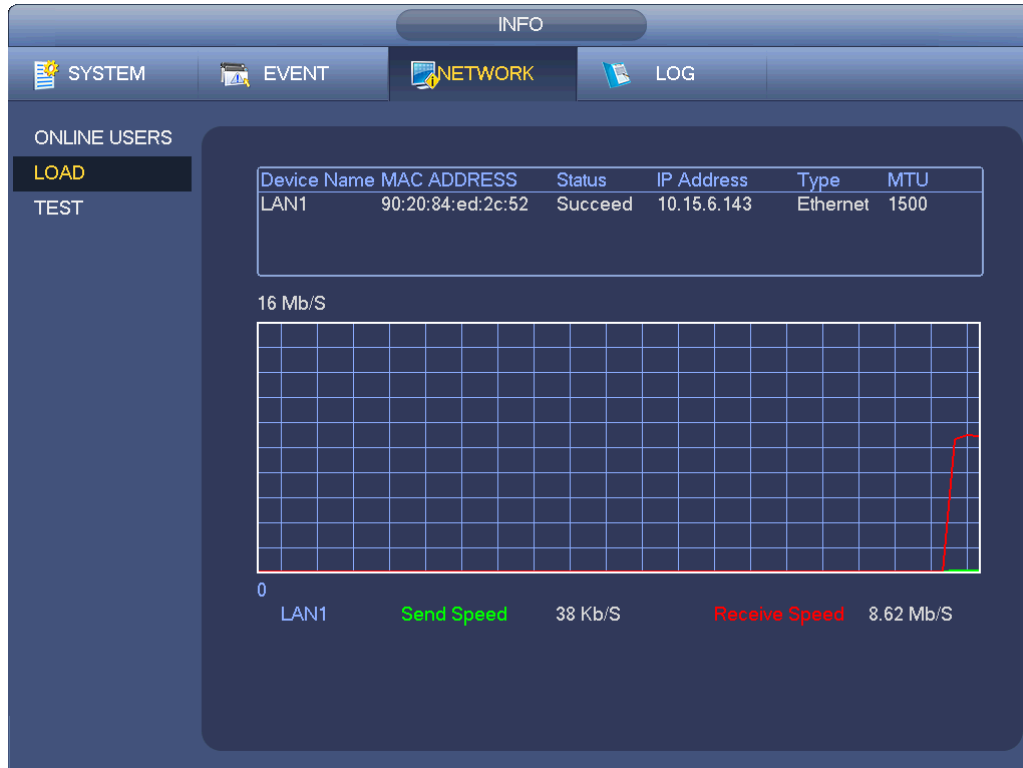 INFO
SYSTEM EVENT NETWORK LOG
ONLINE USERS
LOAD
TEST
Device Name MAC ADDRESS Status IP Address Type MTU
LAN1 90:20:84:ed:2c:52 Succeed 10.15.6.143 Ethernet 1500
16 Mb/S
0
LAN1 Send Speed 38 Kb/S Receive Speed 8.62 Mb/S